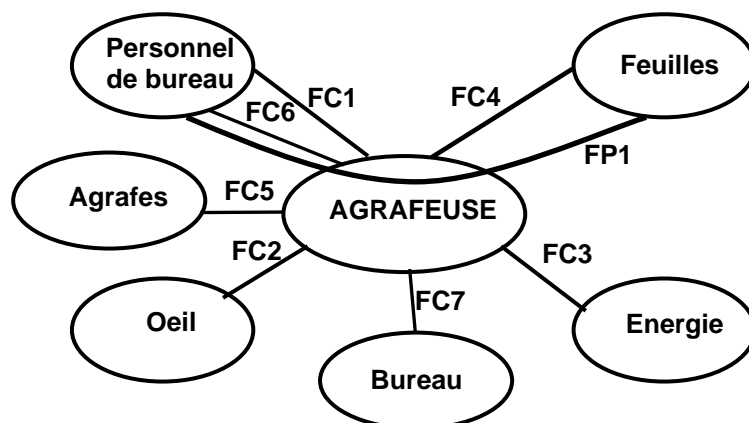 Personnel
de bureau
Feuilles
FC1
FC4
FC6
FP1
Agrafes
FC5
AGRAFEUSE
FC2
FC3
Oeil
FC7
Energie
Bureau